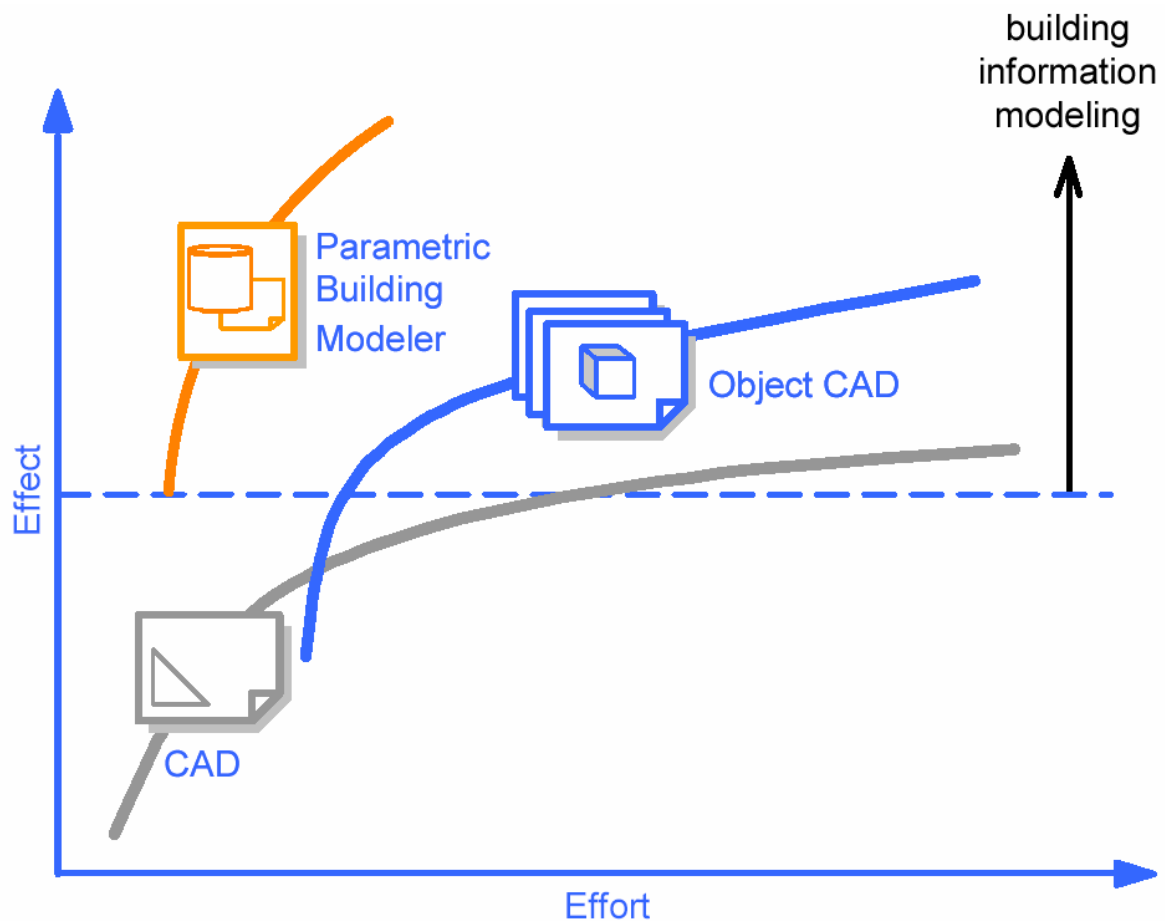 building
information
modeling
Parametric
Building
Modeler
Object CAD
Effect
CAD
Effort